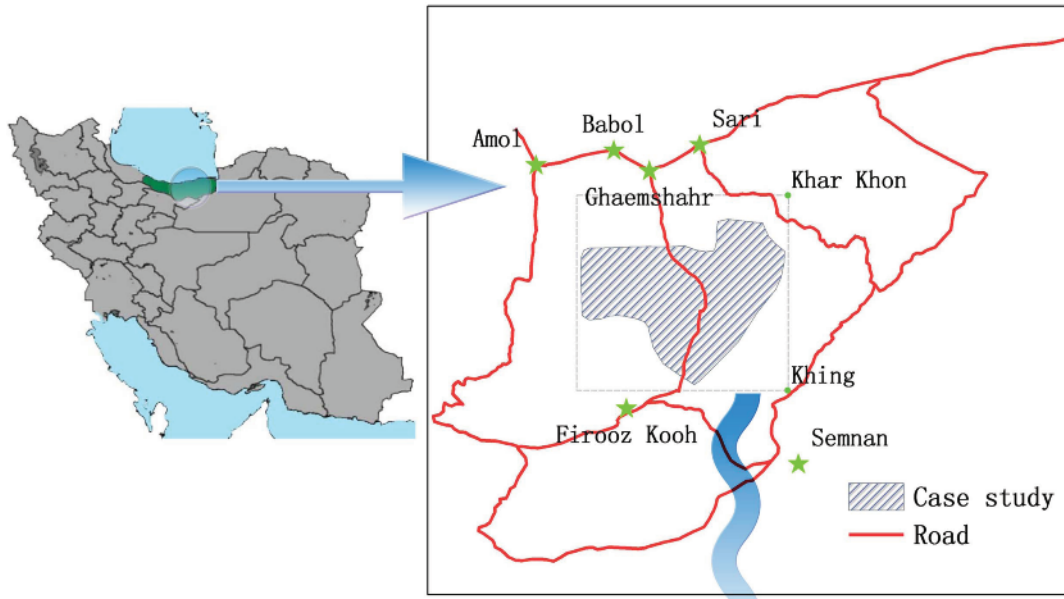 Sari
Babol
Amol
Khar Khon
Ghaemshahr
Khing
Firooz Kooh
Semnan
Case study
Road